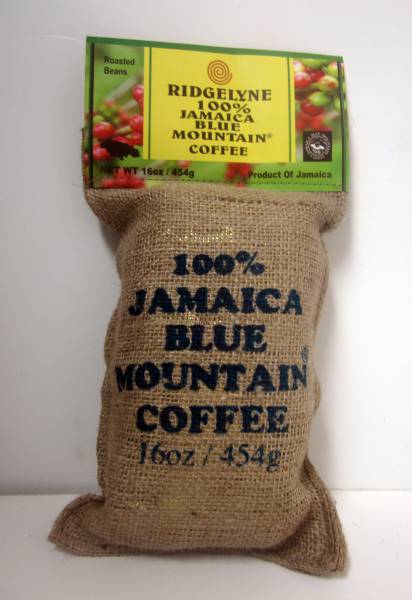 Roasted
Beans
RIDGELYNE
100%
JAMAICA
BLUE
MOUNTAIN®
COFFEE
NET WT 16oz / 454g
Product Of Jamaica
100%
JAMAICA
BLUE
MOUNTAIN®
COFFEE
16oz / 454g